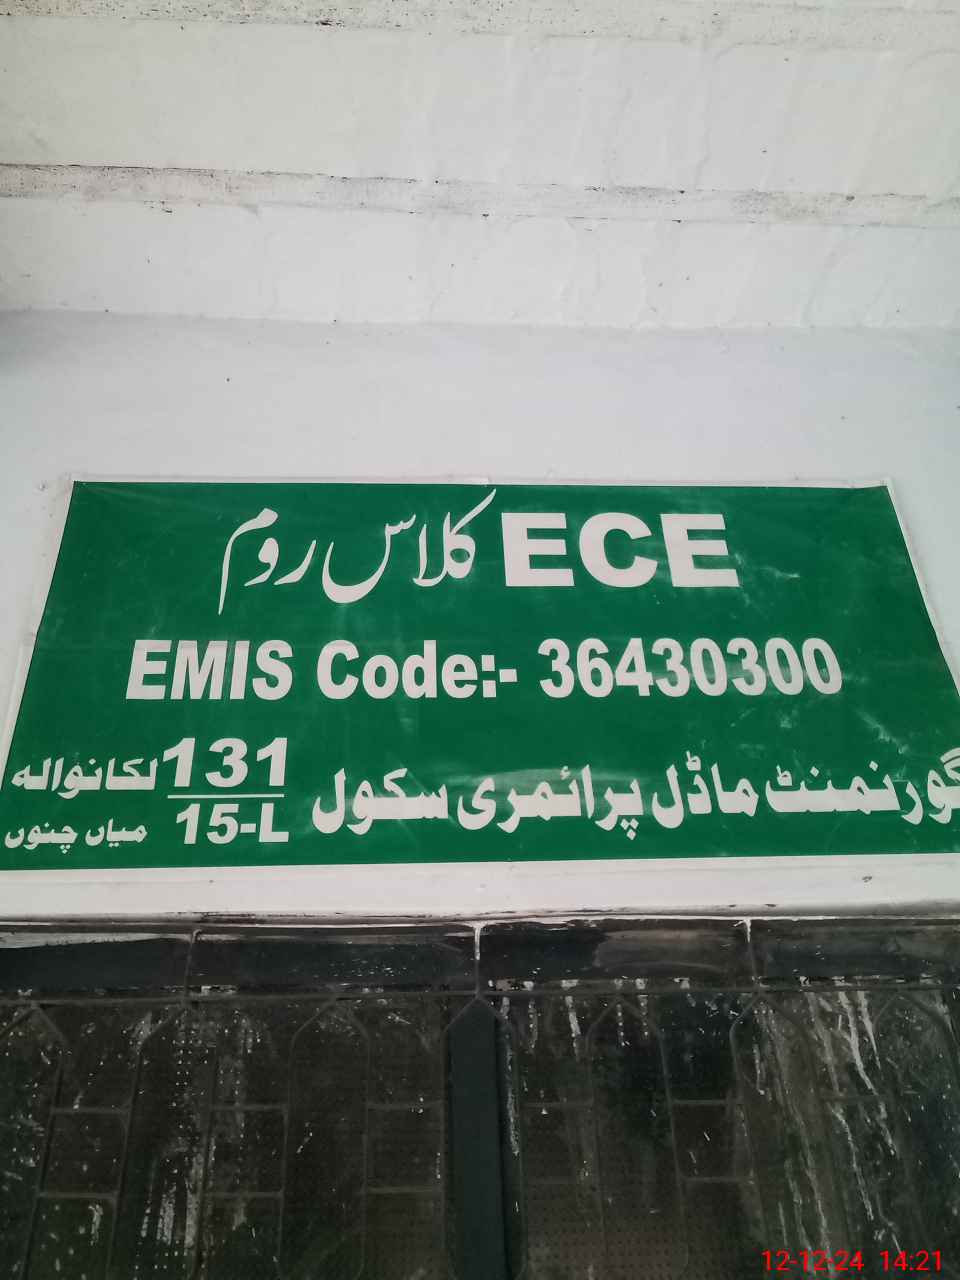 ECE کلاس روم
EMIS Code:- 36430300
گورنمنٹ ماڈل پرائمری سکول 131/15-L لکانوالہ
میاں چنوں
12-12-24 14:21